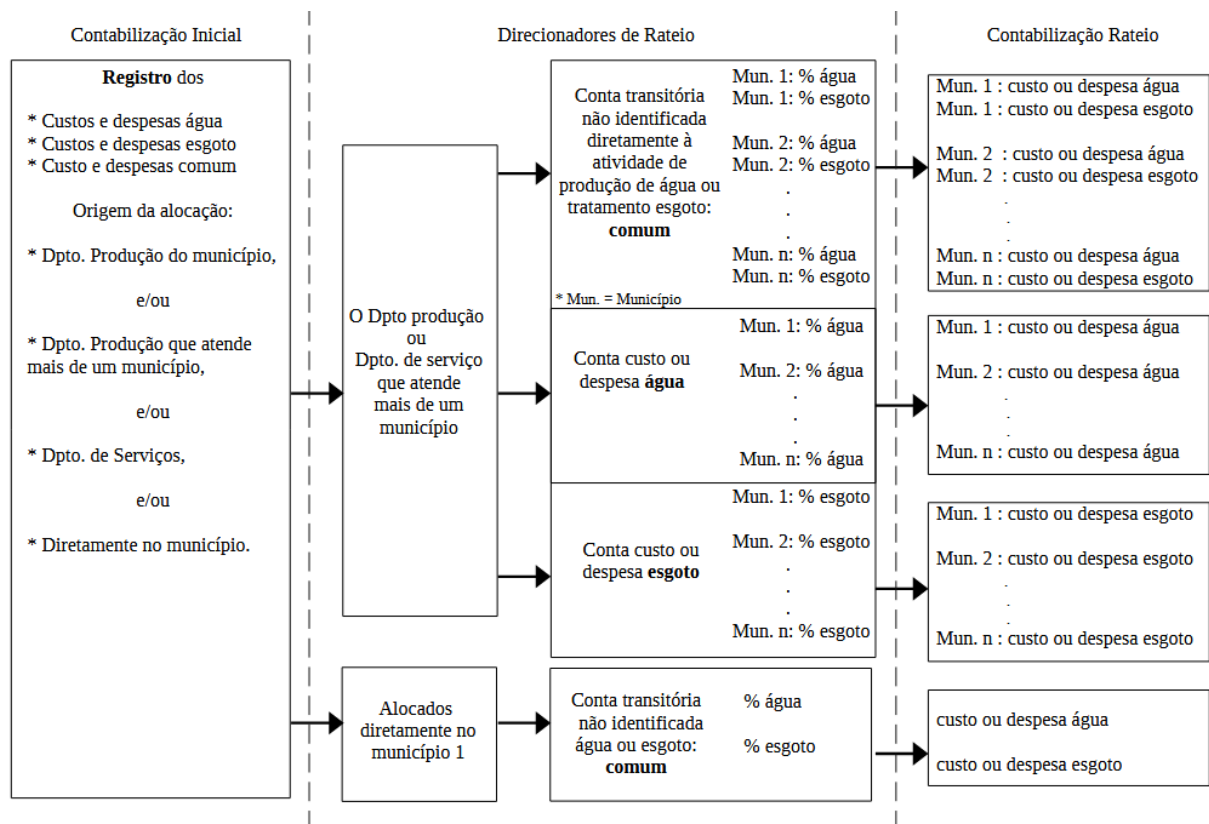 Contabilização Inicial
Direcionadores de Rateio
Contabilização Rateio
Registro dos
* Custos e despesas água
* Custos e despesas esgoto
* Custo e despesas comum
Origem da alocação:
* Dpto. Produção do município,
e/ou
* Dpto. Produção que atende
mais de um município,
e/ou
* Dpto. de Serviços,
e/ou
* Diretamente no município.
O Dpto produção
ou
Dpto. de serviço
que atende
mais de um
município
Conta transitória
não identificada
diretamente à
atividade de
produção de água ou
tratamento esgoto:
comum
Mun. 1: % água
Mun. 1: % esgoto
Mun. 2: % água
Mun. 2: % esgoto
.
.
.
Mun. n: % água
Mun. n: % esgoto
* Mun. = Município
Mun. 1 : custo ou despesa água
Mun. 1 : custo ou despesa esgoto
Mun. 2 : custo ou despesa água
Mun. 2 : custo ou despesa esgoto
.
.
.
Mun. n : custo ou despesa água
Mun. n : custo ou despesa esgoto
Conta custo ou
despesa água
Mun. 1: % água
Mun. 2: % água
.
.
.
Mun. n: % água
Mun. 1 : custo ou despesa água
Mun. 2 : custo ou despesa água
.
.
.
Mun. n : custo ou despesa água
Conta custo ou
despesa esgoto
Mun. 1: % esgoto
Mun. 2: % esgoto
.
.
.
Mun. n: % esgoto
Mun. 1 : custo ou despesa esgoto
Mun. 2 : custo ou despesa esgoto
.
.
.
Mun. n : custo ou despesa esgoto
Alocados
diretamente no
município 1
Conta transitória
não identificada
água ou esgoto:
comum
% água
% esgoto
custo ou despesa água
custo ou despesa esgoto